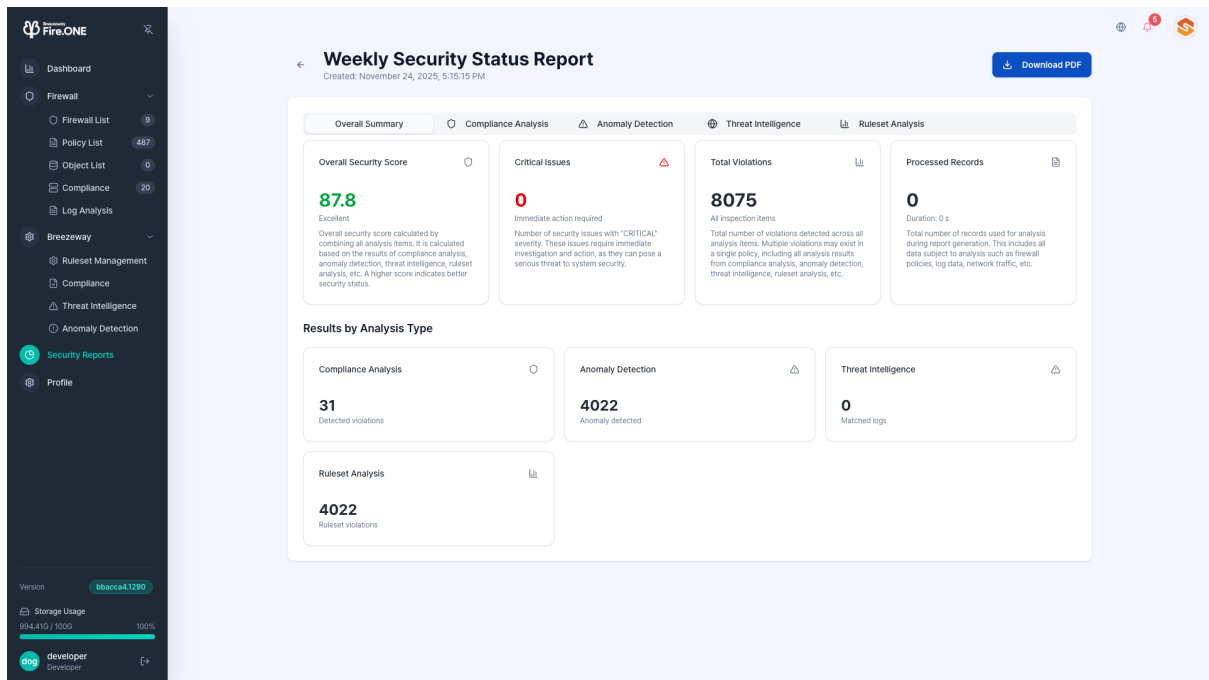 Breezeway
Fire.ONE
Dashboard
Firewall
Firewall List 9
Policy List 487
Object List 0
Compliance 20
Log Analysis
Breezeway
Ruleset Management
Compliance
Threat Intelligence
Anomaly Detection
Security Reports
Profile
Version bbacca4.1290
Storage Usage
994.41G / 100G 100%
dog
developer
Developer
5
Weekly Security Status Report
Created: November 24, 2025, 5:15:15 PM
Download PDF
Overall Summary Compliance Analysis Anomaly Detection Threat Intelligence Ruleset Analysis
Overall Security Score
87.8
Excellent
Overall security score calculated by
combining all analysis items. It is calculated
based on the results of compliance analysis,
anomaly detection, threat intelligence, ruleset
analysis, etc. A higher score indicates better
security status.
Critical Issues
0
Immediate action required
Number of security issues with "CRITICAL"
severity. These issues require immediate
investigation and action, as they can pose a
serious threat to system security.
Total Violations
8075
All inspection items
Total number of violations detected across all
analysis items. Multiple violations may exist in
a single policy, including all analysis results
from compliance analysis, anomaly detection,
threat intelligence, ruleset analysis, etc.
Processed Records
0
Duration: 0 s
Total number of records used for analysis
during report generation. This includes all
data subject to analysis such as firewall
policies, log data, network traffic, etc.
Results by Analysis Type
Compliance Analysis
31
Detected violations
Anomaly Detection
4022
Anomaly detected
Threat Intelligence
0
Matched logs
Ruleset Analysis
4022
Ruleset violations